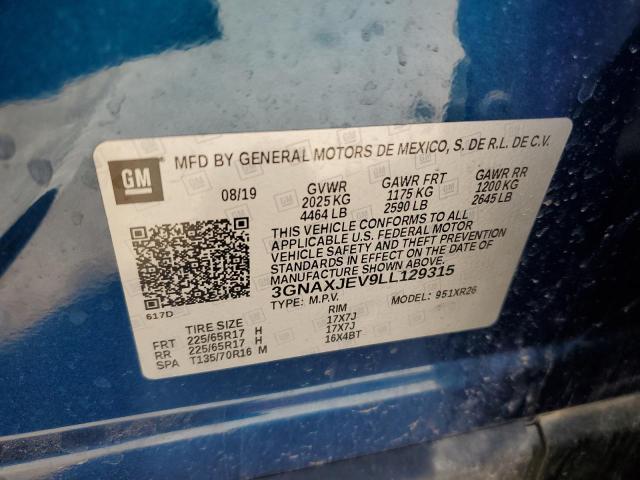 GM
MFD BY GENERAL MOTORS DE MEXICO, S. DE R.L. DE C.V.
08/19 GVWR GAWR FRT GAWR RR
2025 KG 1175 KG 1200 KG
4464 LB 2590 LB 2645 LB
THIS VEHICLE CONFORMS TO ALL
APPLICABLE U.S. FEDERAL MOTOR
VEHICLE SAFETY AND THEFT PREVENTION
STANDARDS IN EFFECT ON THE DATE OF
MANUFACTURE SHOWN ABOVE.
3GNAXJEV9LL129315
TYPE: M.P.V. MODEL: 951XR26
617D
TIRE SIZE RIM
FRT 225/65R17 H 17X7J
RR 225/65R17 H 17X7J
SPA T135/70R16 M 16X4BT